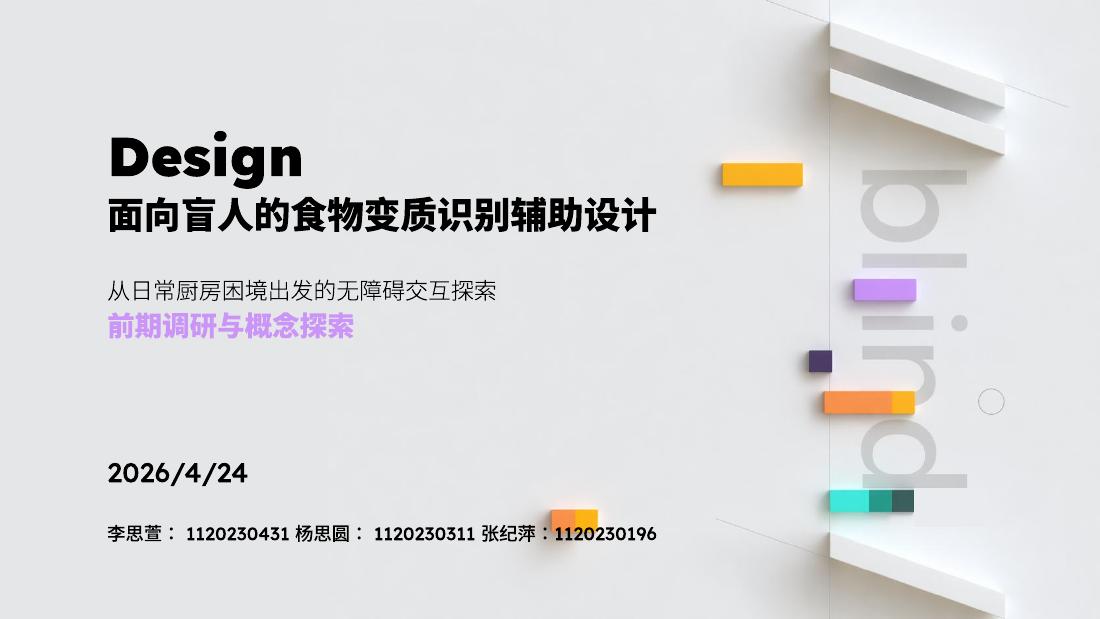 Design
面向盲人的食物变质识别辅助设计
从日常厨房困境出发的无障碍交互探索
前期调研与概念探索
2026/4/24
李思萱： 1120230431 杨思圆： 1120230311 张纪萍：1120230196
blind